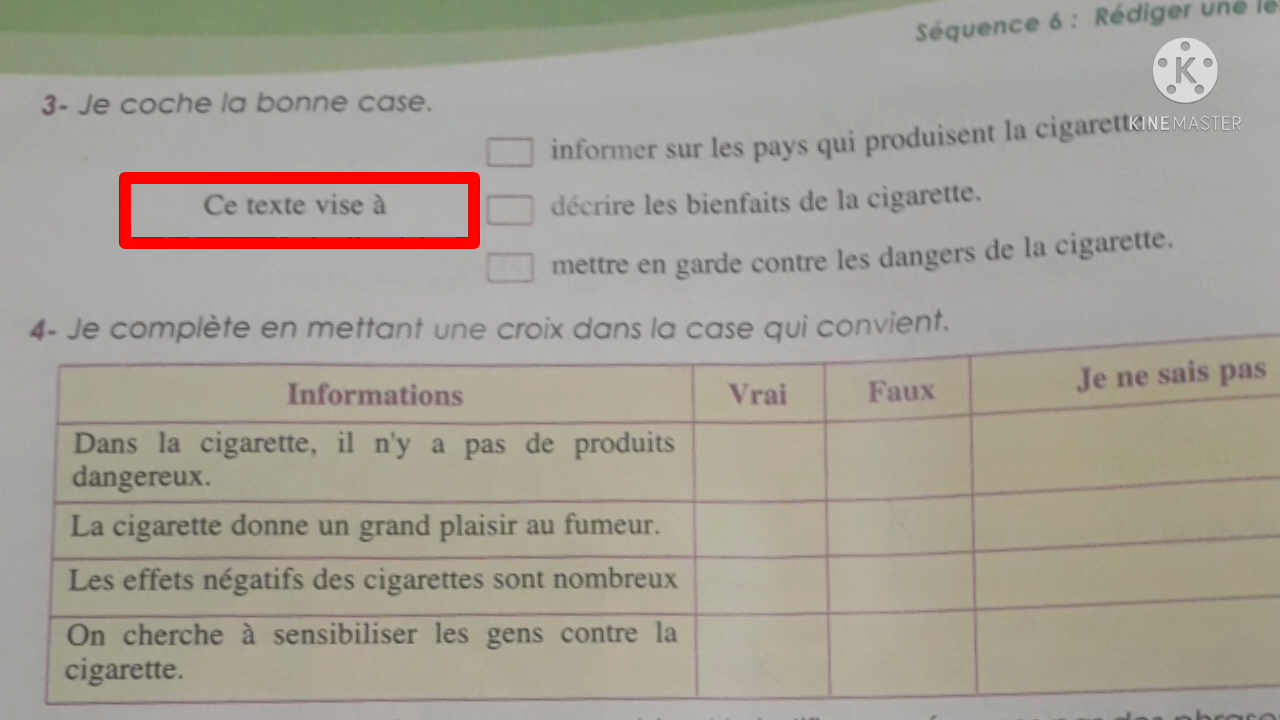 Séquence 6 : Rédiger une
KINEMASTER
3- Je coche la bonne case.
informer sur les pays qui produisent la cigarette
Ce texte vise à
décrire les bienfaits de la cigarette.
mettre en garde contre les dangers de la cigarette.
4- Je complète en mettant une croix dans la case qui convient.
Informations Vrai Faux Je ne sais pas
Dans la cigarette, il n'y a pas de produits
dangereux.
La cigarette donne un grand plaisir au fumeur.
Les effets négatifs des cigarettes sont nombreux
On cherche à sensibiliser les gens contre la
cigarette.